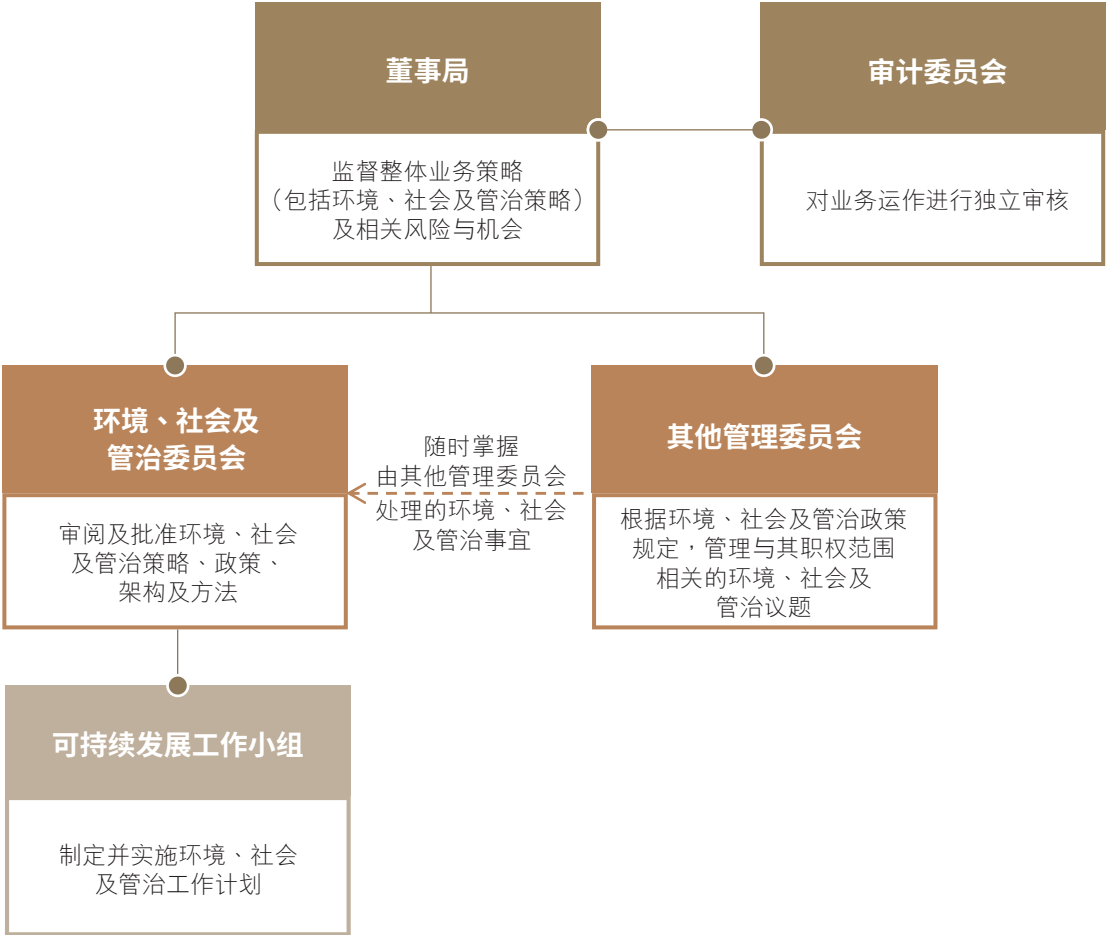 董事局
监督整体业务策略
（包括环境、社会及管治策略）
及相关风险与机会
审计委员会
对业务运作进行独立审核
环境、社会及
管治委员会
审阅及批准环境、社会
及管治策略、政策、
架构及方法
随时掌握
由其他管理委员会
处理的环境、社会
及管治事宜
其他管理委员会
根据环境、社会及管治政策
规定，管理与其职权范围
相关的环境、社会及
管治议题
可持续发展工作小组
制定并实施环境、社会
及管治工作计划